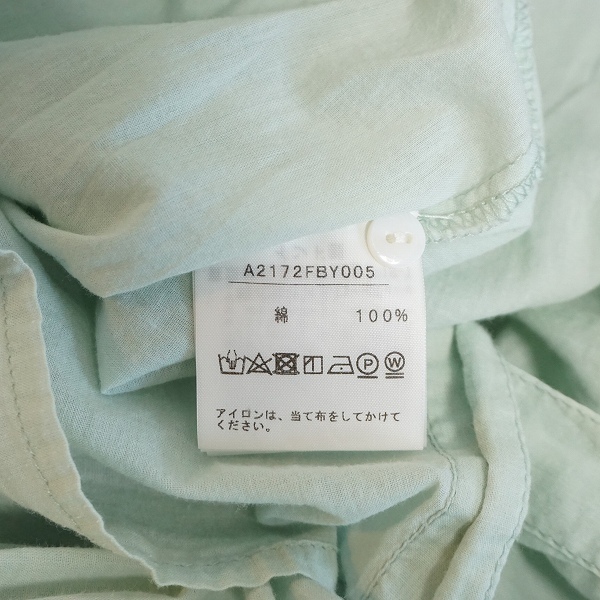 A2172FBY005
綿 100%
P W
アイロンは、当て布をしてかけて
ください。